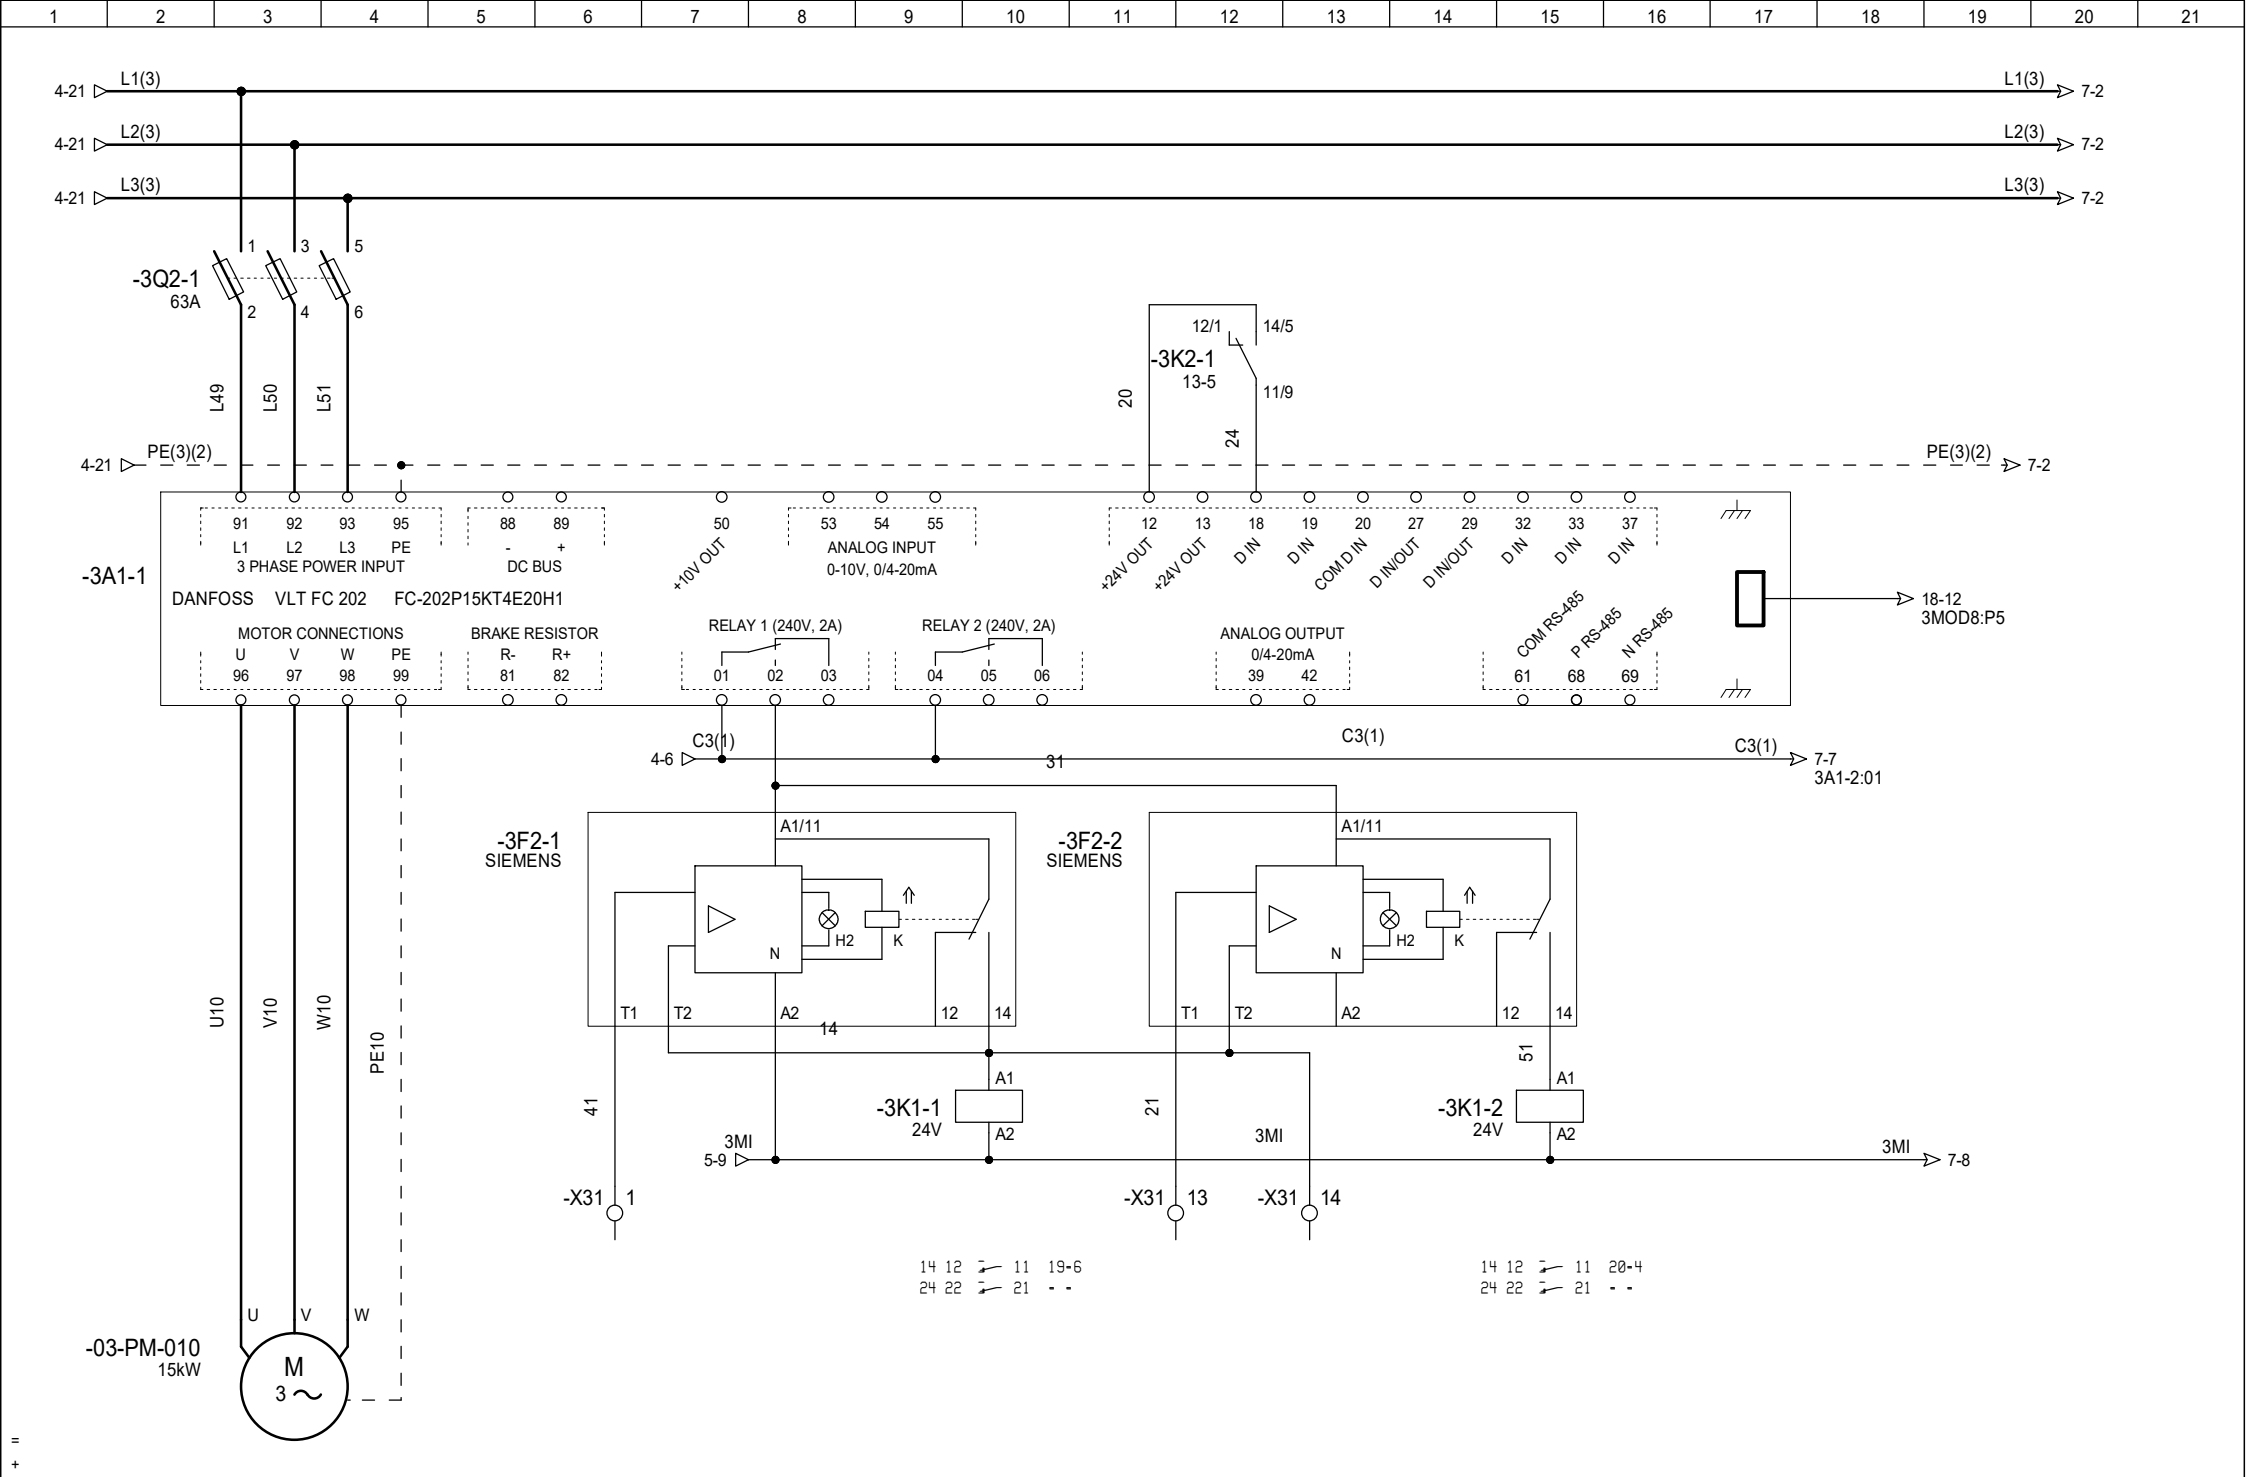 1 2 3 4 5 6 7 8 9 10 11 12 13 14 15 16 17 18 19 20 21
L1(3) L1(3)
4-21 7-2
L2(3) L2(3)
4-21 7-2
L3(3) L3(3)
4-21 7-2
1 3 5
-3Q2-1
63A
2 4 6
12/1 14/5
-3K2-1
13-5
11/9
L49 L50 L51 20 24
PE(3)(2) PE(3)(2)
4-21 7-2
91 92 93 95 88 89 50 53 54 55 12 13 18 19 20 27 29 32 33 37
L1 L2 L3 PE - + ANALOG INPUT
3 PHASE POWER INPUT DC BUS 0-10V, 0/4-20mA
+10V OUT +24V OUT +24V OUT D IN D IN COM D IN D IN/OUT D IN/OUT D IN D IN D IN
-3A1-1
DANFOSS VLT FC 202 FC-202P15KT4E20H1
18-12
3MOD8:P5
COM RS-485 P RS-485 N RS-485
RELAY 1 (240V, 2A) RELAY 2 (240V, 2A)
MOTOR CONNECTIONS BRAKE RESISTOR ANALOG OUTPUT
U V W PE R- R+ 0/4-20mA
96 97 98 99 81 82 01 02 03 04 05 06 39 42 61 68 69
C3(1) C3(1) C3(1)
4-6 31 7-7
3A1-2:01
A1/11 A1/11
-3F2-1 -3F2-2
SIEMENS SIEMENS
H2 K H2 K
N N
T1 T2 A2 12 14 T1 T2 A2 12 14
14
U10 V10 W10 PE10
41 21 51
A1 A1
-3K1-1 -3K1-2
24V 24V
A2 A2
3MI 3MI 3MI
5-9 7-8
-X31 1 -X31 13 -X31 14
14 12 11 19-6 14 12 11 20-4
24 22 21 - - 24 22 21 - -
U V W
-03-PM-010
15kW
M
3
=
+